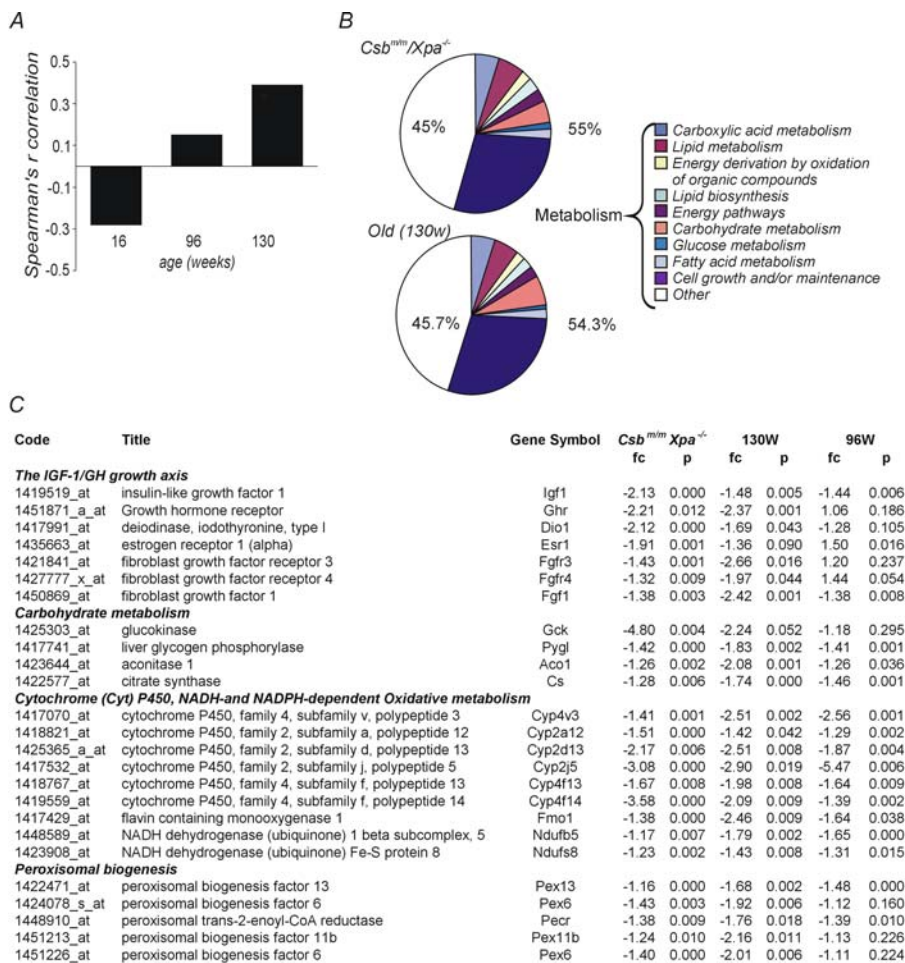 A
Spearman's r correlation
0.5
0.3
0.1
-0.1
-0.3
-0.5
16 96 130
age (weeks)
B
Csb^m/m/Xpa^-/-
45%
55%
Old (130w)
45.7%
54.3%
Metabolism
Carboxylic acid metabolism
Lipid metabolism
Energy derivation by oxidation
of organic compounds
Lipid biosynthesis
Energy pathways
Carbohydrate metabolism
Glucose metabolism
Fatty acid metabolism
Cell growth and/or maintenance
Other
C
Code Title Gene Symbol Csb^m/m Xpa^-/- 130W 96W
fc p fc p fc p
The IGF-1/GH growth axis
1419519_at insulin-like growth factor 1 Igf1 -2.13 0.000 -1.48 0.005 -1.44 0.006
1451871_a_at Growth hormone receptor Ghr -2.21 0.012 -2.37 0.001 1.06 0.186
1417991_at deiodinase, iodothyronine, type I Dio1 -2.12 0.000 -1.69 0.043 -1.28 0.105
1435663_at estrogen receptor 1 (alpha) Esr1 -1.91 0.001 -1.36 0.090 1.50 0.016
1421841_at fibroblast growth factor receptor 3 Fgfr3 -1.43 0.001 -2.66 0.016 1.20 0.237
1427777_x_at fibroblast growth factor receptor 4 Fgfr4 -1.32 0.009 -1.97 0.044 1.44 0.054
1450869_at fibroblast growth factor 1 Fgf1 -1.38 0.003 -2.42 0.001 -1.38 0.008
Carbohydrate metabolism
1425303_at glucokinase Gck -4.80 0.004 -2.24 0.052 -1.18 0.295
1417741_at liver glycogen phosphorylase Pygl -1.42 0.000 -1.83 0.002 -1.41 0.001
1423644_at aconitase 1 Aco1 -1.26 0.002 -2.08 0.001 -1.26 0.036
1422577_at citrate synthase Cs -1.28 0.006 -1.74 0.000 -1.46 0.001
Cytochrome (Cyt) P450, NADH-and NADPH-dependent Oxidative metabolism
1417070_at cytochrome P450, family 4, subfamily v, polypeptide 3 Cyp4v3 -1.41 0.001 -2.51 0.002 -2.56 0.001
1418821_at cytochrome P450, family 2, subfamily a, polypeptide 12 Cyp2a12 -1.51 0.000 -1.42 0.042 -1.29 0.002
1425365_a_at cytochrome P450, family 2, subfamily d, polypeptide 13 Cyp2d13 -2.17 0.006 -2.51 0.008 -1.87 0.004
1417532_at cytochrome P450, family 2, subfamily j, polypeptide 5 Cyp2j5 -3.08 0.000 -2.90 0.019 -5.47 0.006
1418767_at cytochrome P450, family 4, subfamily f, polypeptide 13 Cyp4f13 -1.67 0.008 -1.98 0.008 -1.64 0.009
1419559_at cytochrome P450, family 4, subfamily f, polypeptide 14 Cyp4f14 -3.58 0.000 -2.09 0.009 -1.39 0.002
1417429_at flavin containing monooxygenase 1 Fmo1 -1.38 0.000 -2.46 0.009 -1.64 0.038
1448589_at NADH dehydrogenase (ubiquinone) 1 beta subcomplex, 5 Ndufb5 -1.17 0.007 -1.79 0.002 -1.65 0.000
1423908_at NADH dehydrogenase (ubiquinone) Fe-S protein 8 Ndufs8 -1.23 0.002 -1.43 0.008 -1.31 0.015
Peroxisomal biogenesis
1422471_at peroxisomal biogenesis factor 13 Pex13 -1.16 0.000 -1.68 0.002 -1.48 0.000
1424078_s_at peroxisomal biogenesis factor 6 Pex6 -1.43 0.003 -1.92 0.006 -1.12 0.160
1448910_at peroxisomal trans-2-enoyl-CoA reductase Pecr -1.38 0.009 -1.76 0.018 -1.39 0.010
1451213_at peroxisomal biogenesis factor 11b Pex11b -1.24 0.010 -2.16 0.011 -1.13 0.226
1451226_at peroxisomal biogenesis factor 6 Pex6 -1.40 0.000 -2.01 0.006 -1.11 0.224